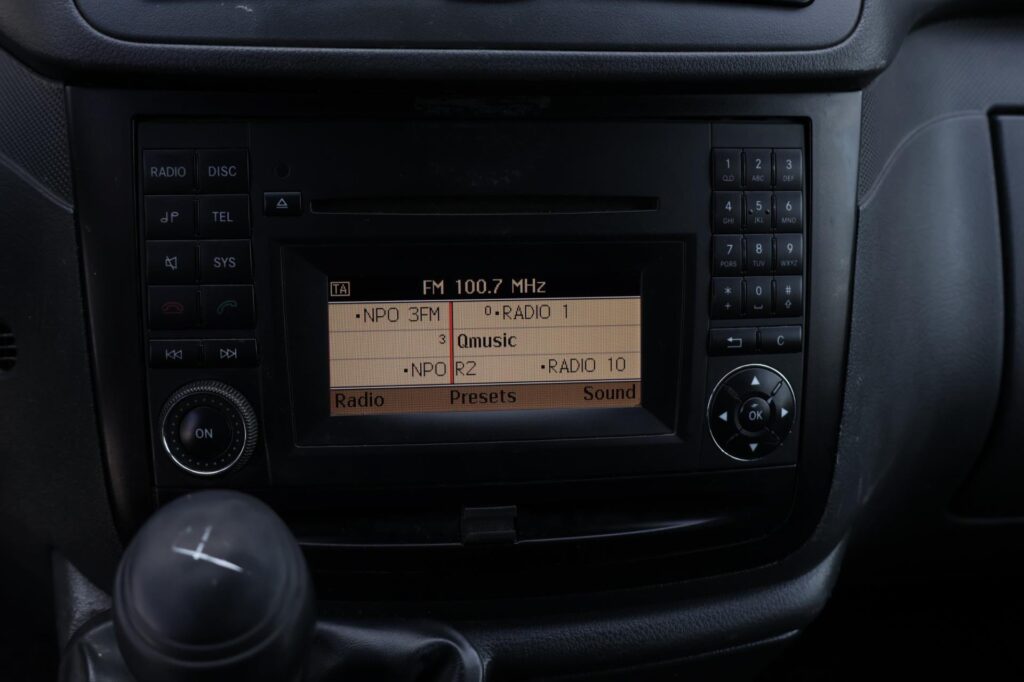 RADIO DISC
TEL
SYS
ON
TA FM 100.7 MHz
•NPO 3FM 0•RADIO 1
3 Qmusic
•NPO R2 •RADIO 10
Radio Presets Sound
1 2 ABC 3 DEF
4 GHI 5 JKL 6 MNO
7 PQRS 8 TUV 9 WXYZ
* + 0 #
C
OK